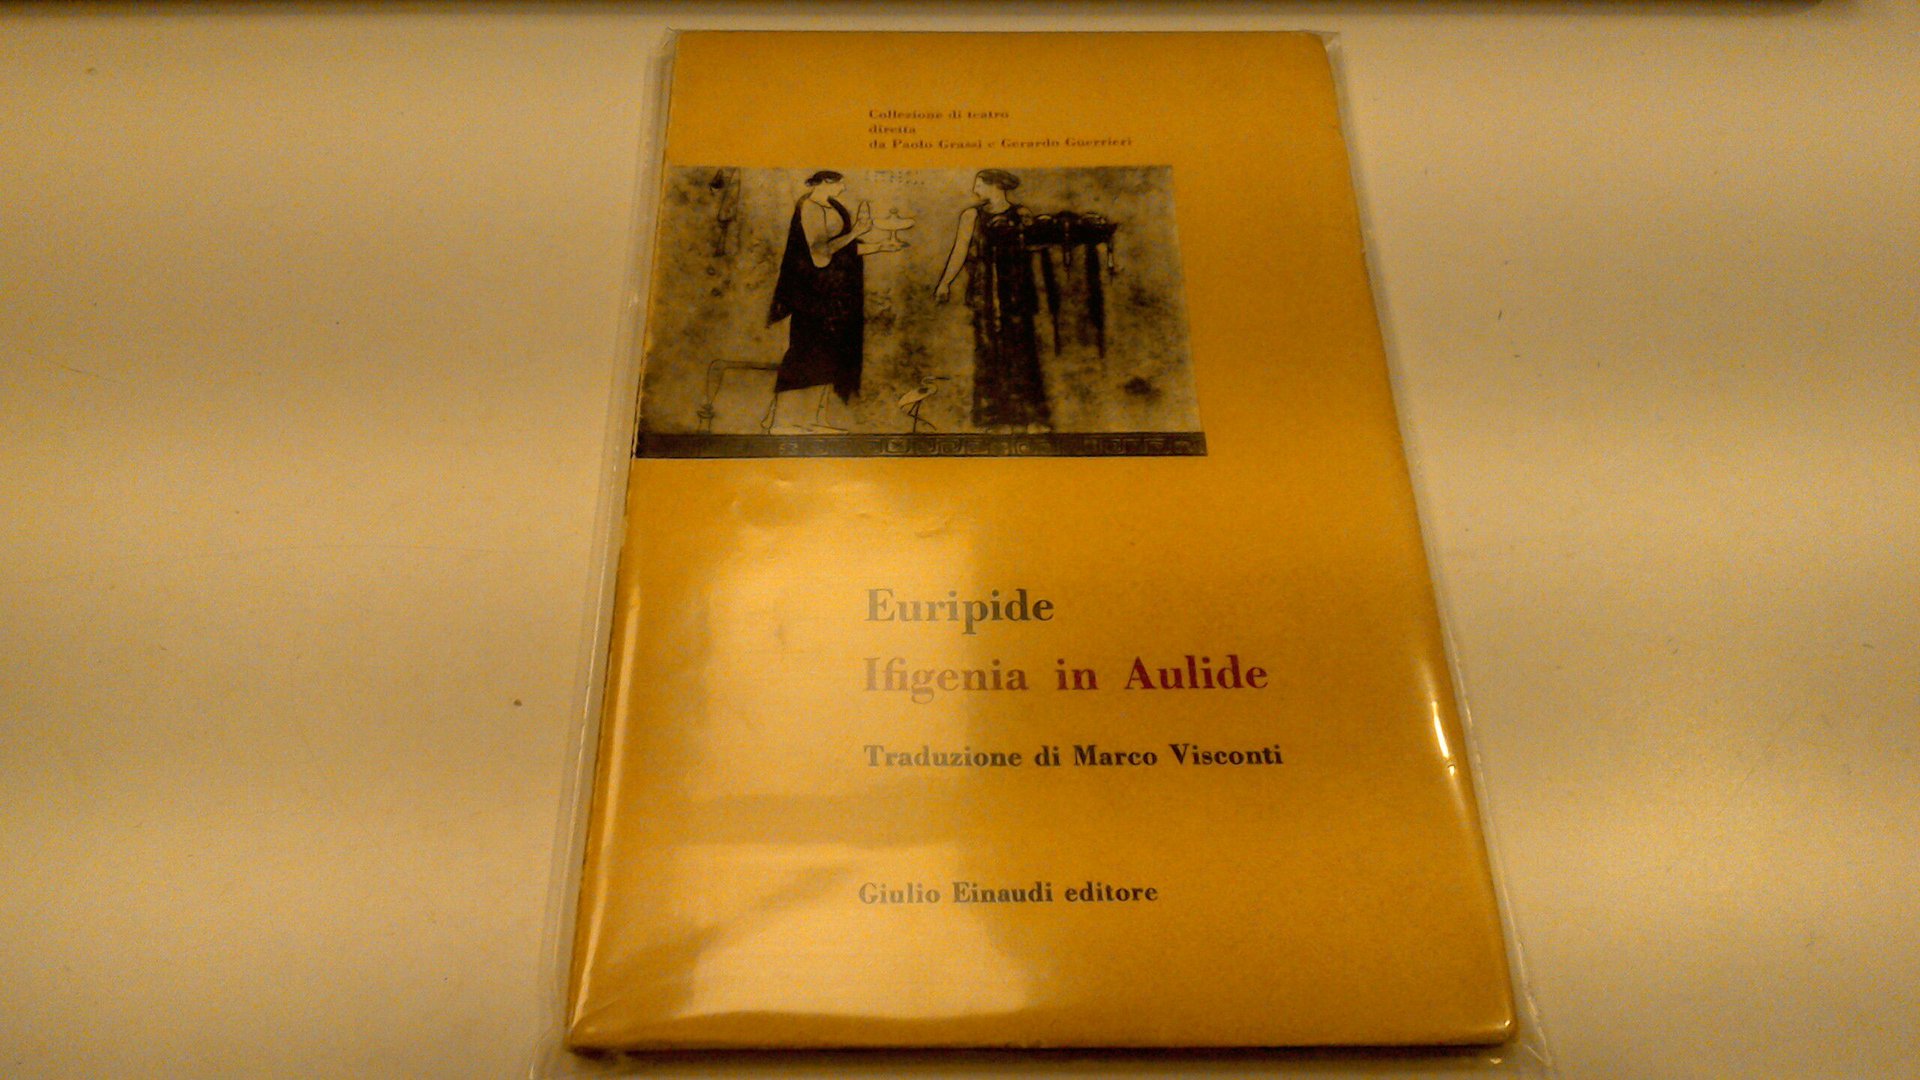 Collezione di teatro
diretta
da Paolo Grassi e Gerardo Guerrieri
Euripide
Ifigenia in Aulide
Traduzione di Marco Visconti
Giulio Einaudi editore